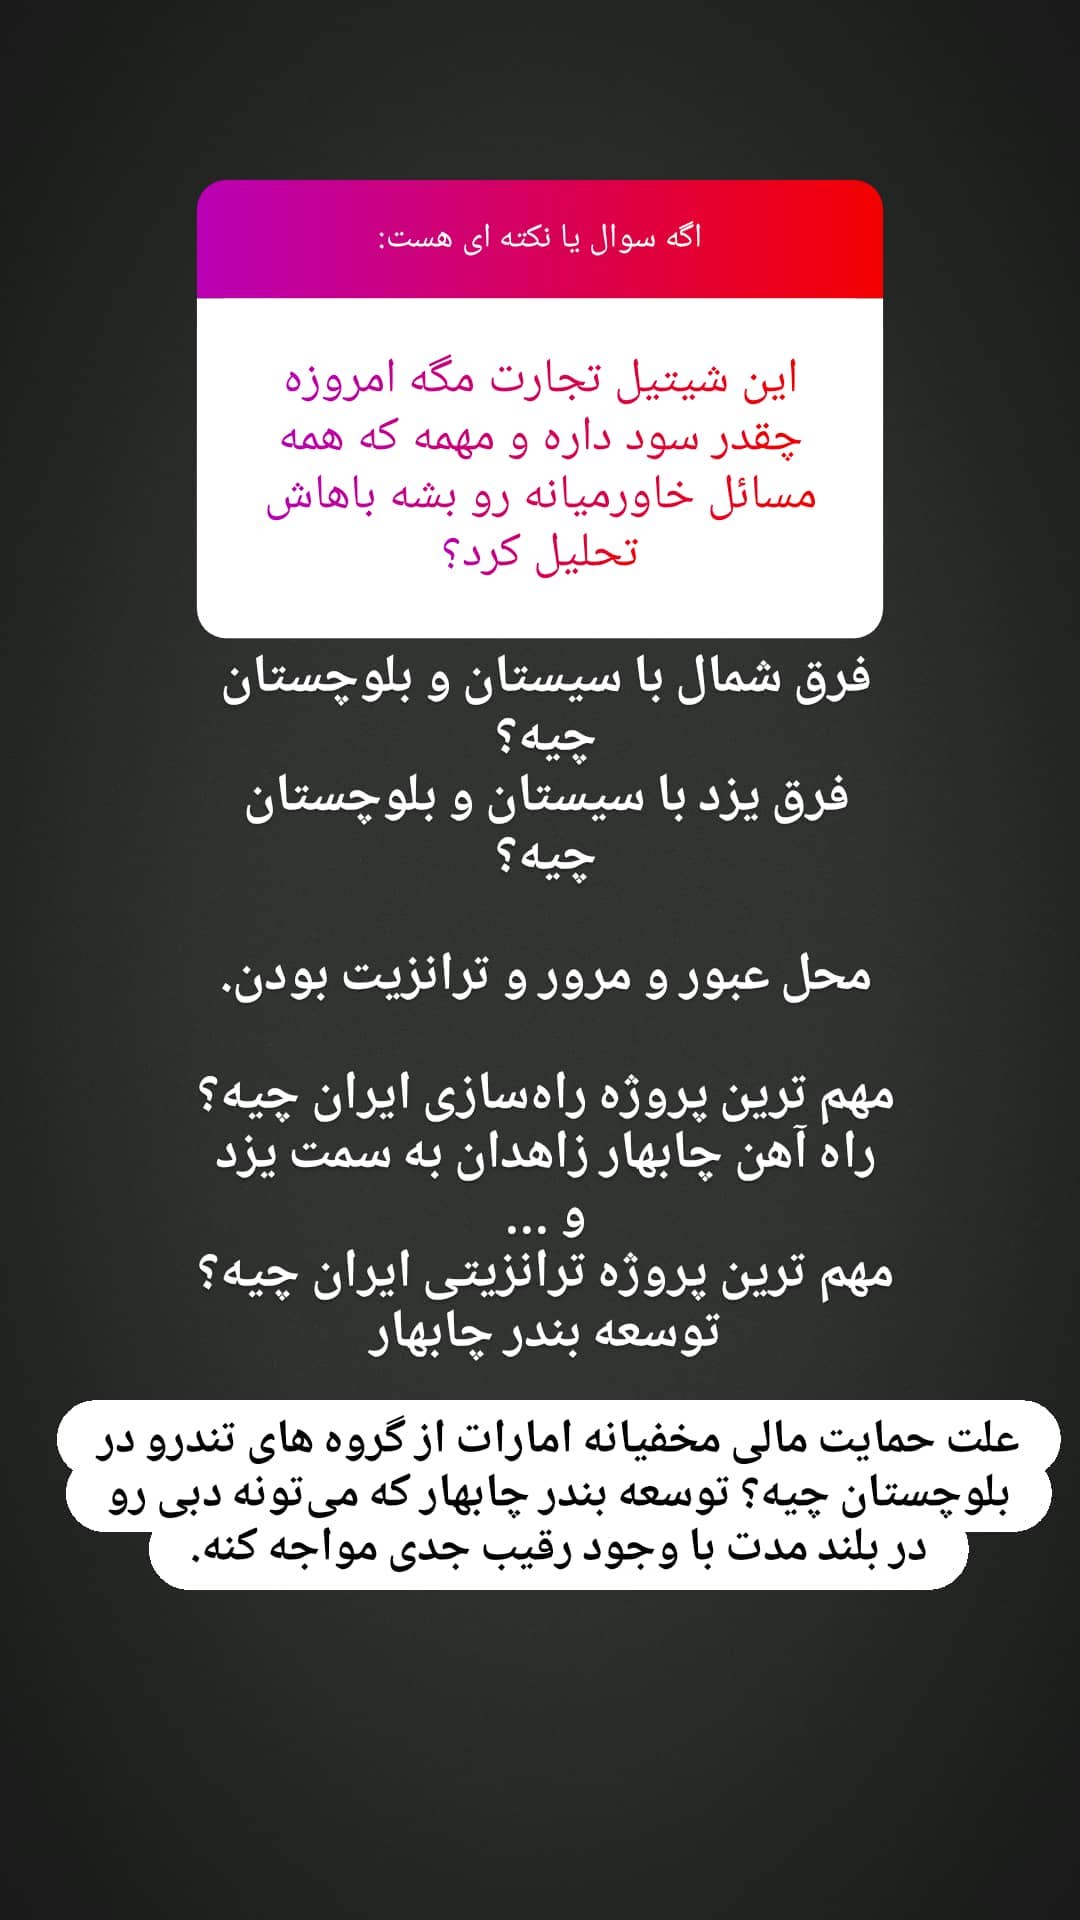 اگه سوال یا نکته ای هست:
این شیتیل تجارت مگه امروزه
چقدر سود داره و مهمه که همه
مسائل خاورمیانه رو بشه باهاش
تحلیل کرد؟
فرق شمال با سیستان و بلوچستان
چیه؟
فرق یزد با سیستان و بلوچستان
چیه؟
محل عبور و مرور و ترانزیت بودن.
مهم ترین پروژه راه‌سازی ایران چیه؟
راه آهن چابهار زاهدان به سمت یزد
و ...
مهم ترین پروژه ترانزیتی ایران چیه؟
توسعه بندر چابهار
علت حمایت مالی مخفیانه امارات از گروه های تندرو در
بلوچستان چیه؟ توسعه بندر چابهار که می‌تونه دبی رو
در بلند مدت با وجود رقیب جدی مواجه کنه.